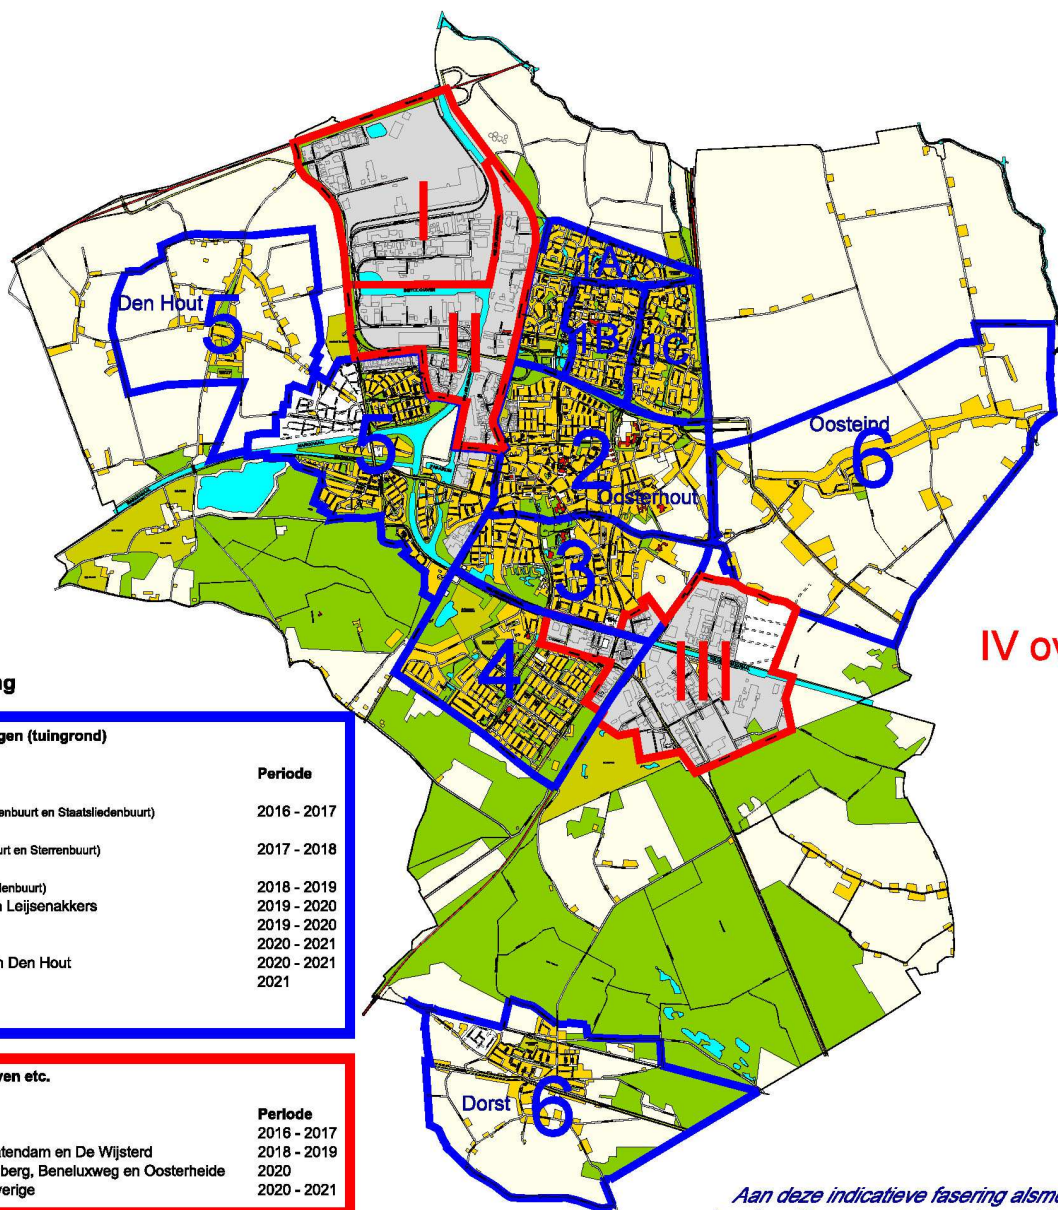 I
1A
Den Hout
5
II
1B
1C
Oosteind
6
5
2
Oosterhout
3
IV ov
4
III
ng
gen (tuingrond)
Periode
enbuurt en Staatsliedenbuurt) 2016 - 2017
urt en Sterrenbuurt) 2017 - 2018
denbuurt) 2018 - 2019
n Leijsenakkers 2019 - 2020
2019 - 2020
2020 - 2021
n Den Hout 2020 - 2021
2021
ven etc.
Periode
2016 - 2017
atendam en De Wijsterd 2018 - 2019
berg, Beneluxweg en Oosterheide 2020
verige 2020 - 2021
Dorst
6
Aan deze indicatieve fasering alsme